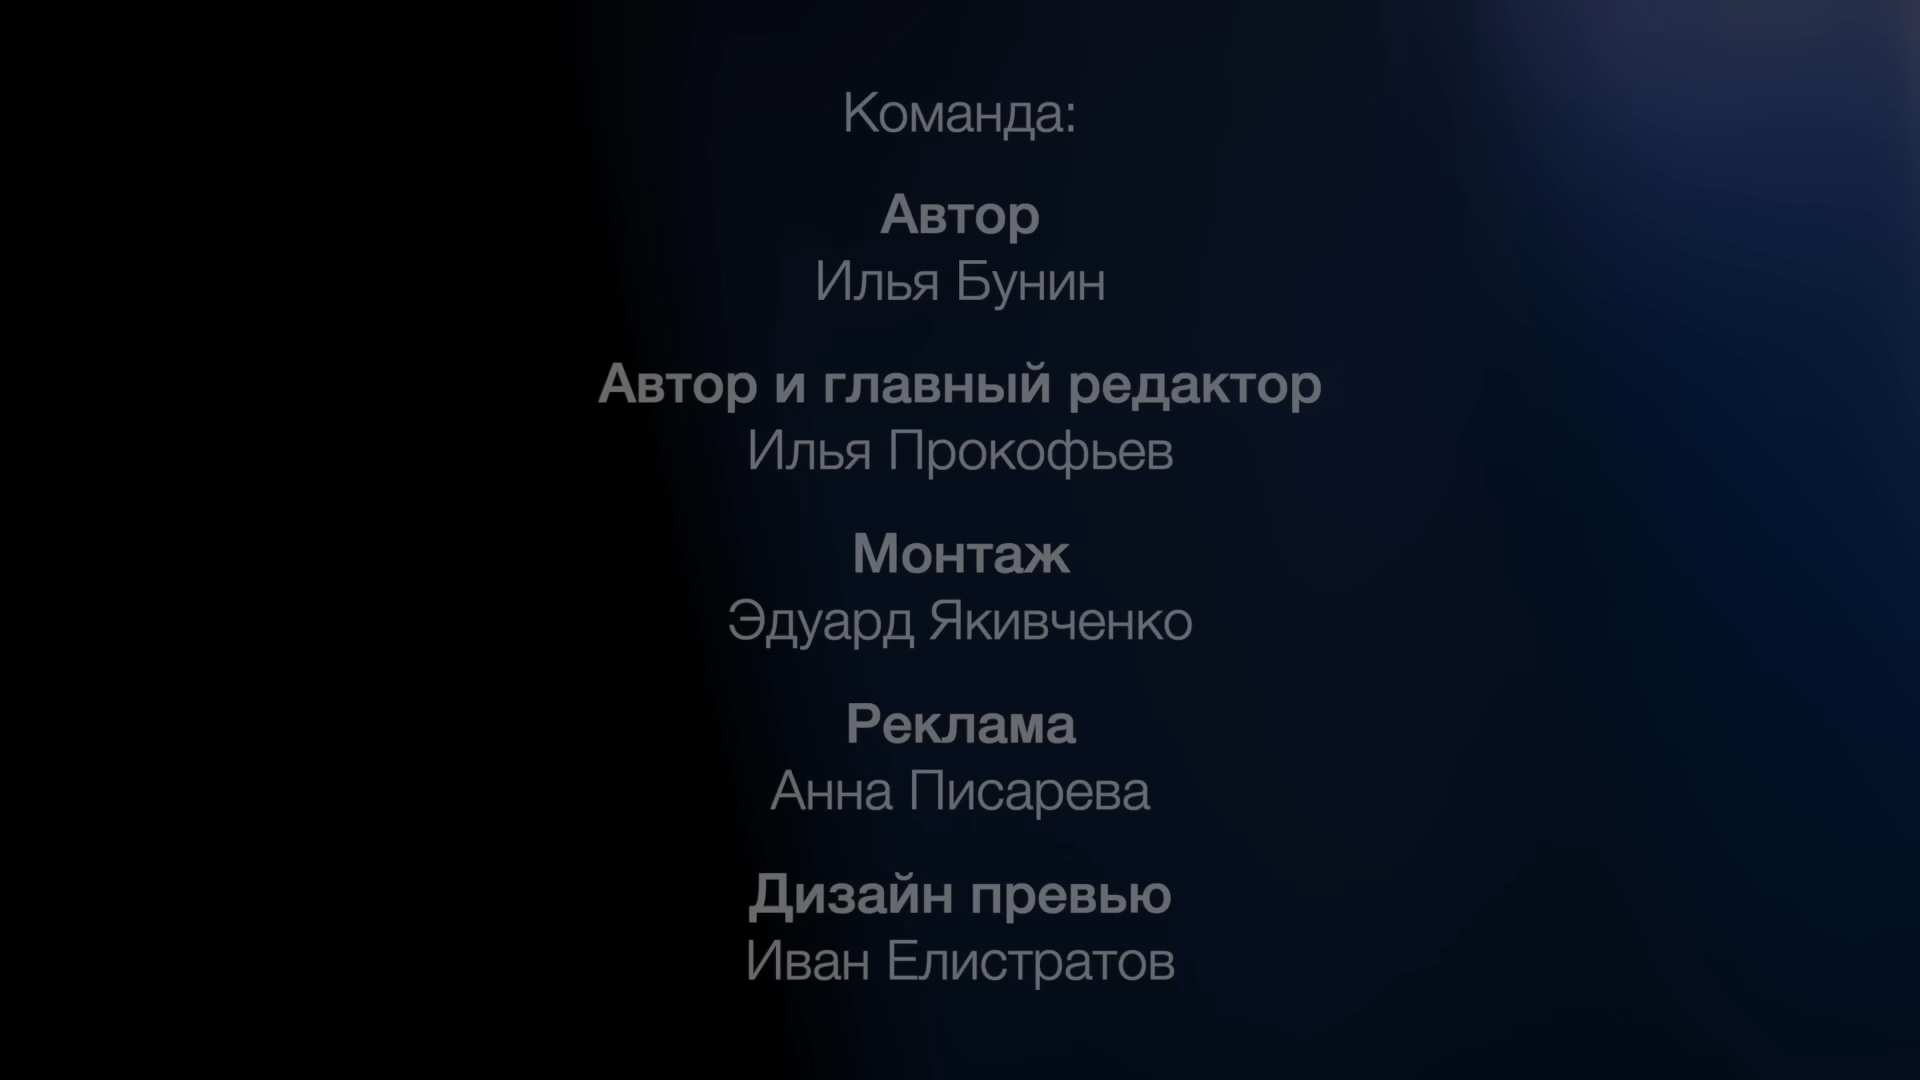 Команда:
Автор
Илья Бунин
Автор и главный редактор
Илья Прокофьев
Монтаж
Эдуард Якивченко
Реклама
Анна Писарева
Дизайн превью
Иван Елистратов